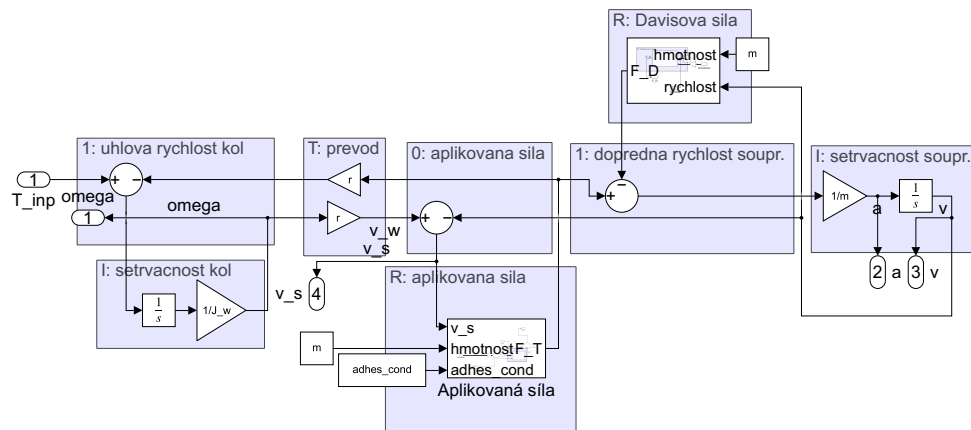 R: Davisova sila
hmotnost
F_D
rychlost
m
1: uhlova rychlost kol
T: prevod
0: aplikovana sila
1: dopredna rychlost soupr.
I: setrvacnost soupr.
1
T_inp
+
−
r
+
−
1/m
1
s
omega
1
omega
r
+
−
a
v
v_w
v_s
I: setrvacnost kol
R: aplikovana sila
v_s
4
2
a
3
v
1
s
1/J_w
v_s
m
hmotnost
F_T
adhes_cond
adhes_cond
Aplikovaná síla